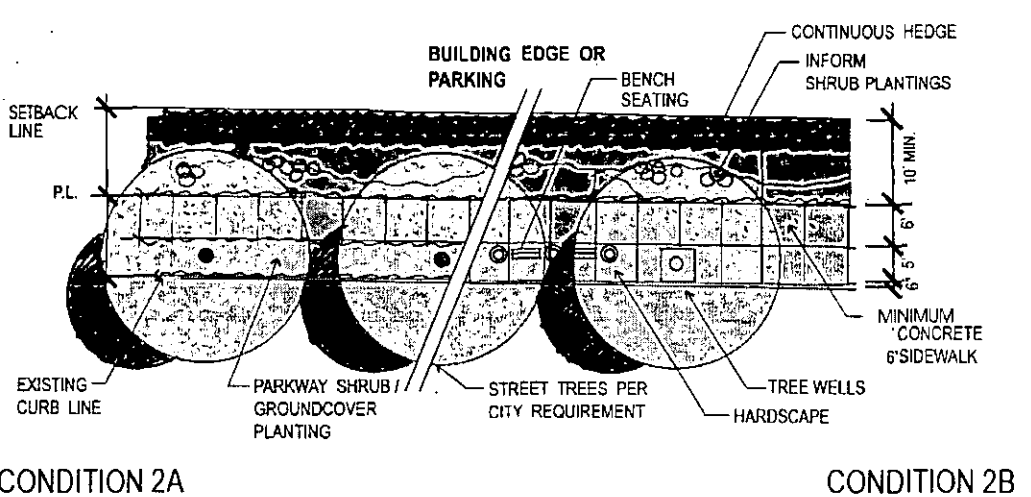 CONTINUOUS HEDGE
BUILDING EDGE OR
PARKING
INFORM
SHRUB PLANTINGS
BENCH
SEATING
SETBACK
LINE
10' MIN.
P.L.
6'
5'
6"
MINIMUM
CONCRETE
6'SIDEWALK
EXISTING
CURB LINE
PARKWAY SHRUB /
GROUNDCOVER
PLANTING
STREET TREES PER
CITY REQUIREMENT
TREE WELLS
HARDSCAPE
CONDITION 2A
CONDITION 2B